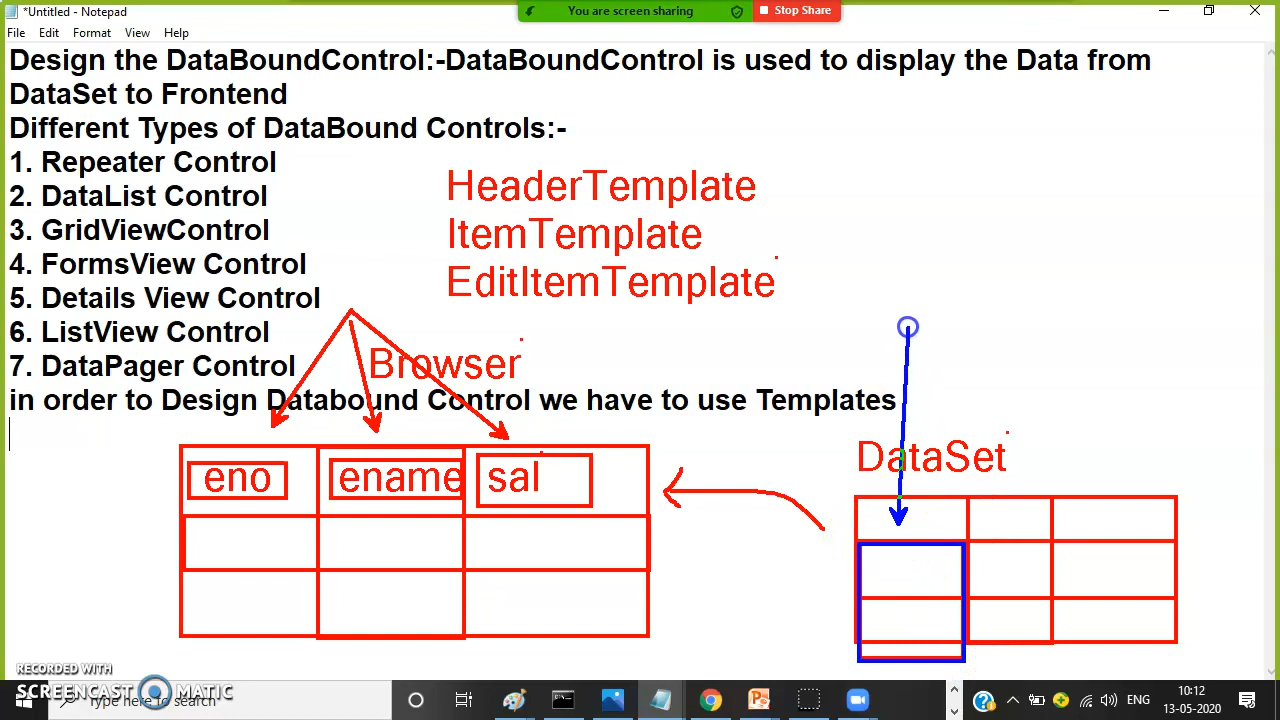 *Untitled - Notepad
You are screen sharing
Stop Share
File Edit Format View Help
Design the DataBoundControl:-DataBoundControl is used to display the Data from
DataSet to Frontend
Different Types of DataBound Controls:-
1. Repeater Control
2. DataList Control
3. GridViewControl
4. FormsView Control
5. Details View Control
6. ListView Control
7. DataPager Control
in order to Design Databound Control we have to use Templates
HeaderTemplate
ItemTemplate
EditItemTemplate
Browser
DataSet
eno ename sal
RECORDED WITH
SCREENCAST MATIC
Type here to search
ENG
10:12
13-05-2020